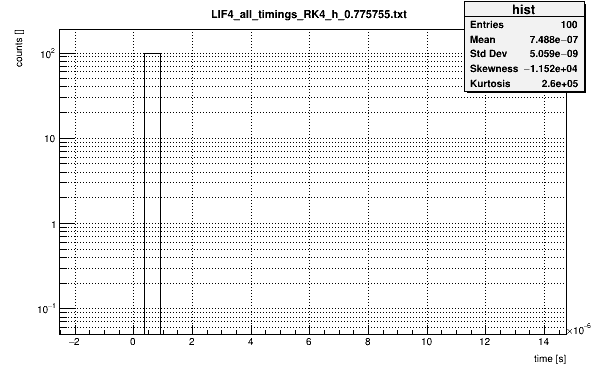 LIF4_all_timings_RK4_h_0.775755.txt
hist
Entries 100
Mean 7.488e−07
Std Dev 5.059e−09
Skewness −1.152e+04
Kurtosis 2.6e+05
counts []
10²
10
1
10⁻¹
−2 0 2 4 6 8 10 12 14
×10⁻⁶
time [s]